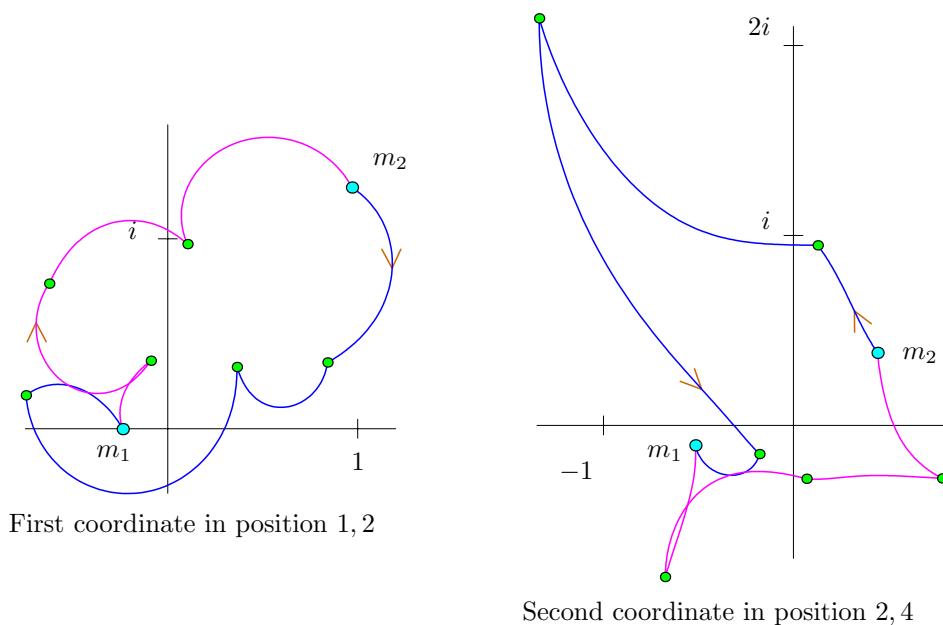 m₂
i
m₁
1
First coordinate in position 1, 2
2i
i
m₂
m₁
−1
Second coordinate in position 2, 4